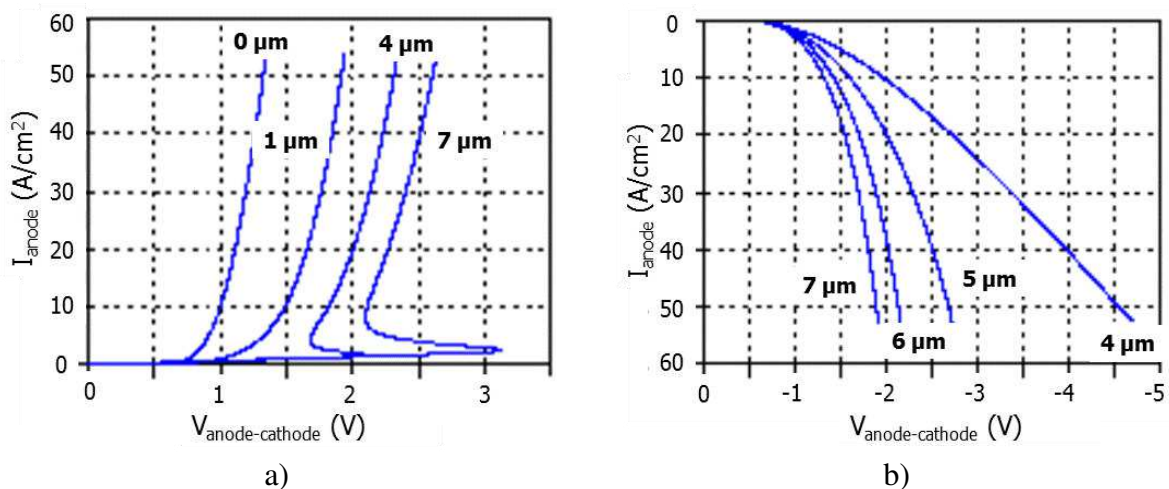 60
50
40
30
20
10
0
I_anode (A/cm²)
0 µm
4 µm
1 µm
7 µm
0 1 2 3
V_anode-cathode (V)
a)
0
10
20
30
40
50
60
I_anode (A/cm²)
7 µm
5 µm
6 µm
4 µm
0 -1 -2 -3 -4 -5
V_anode-cathode (V)
b)